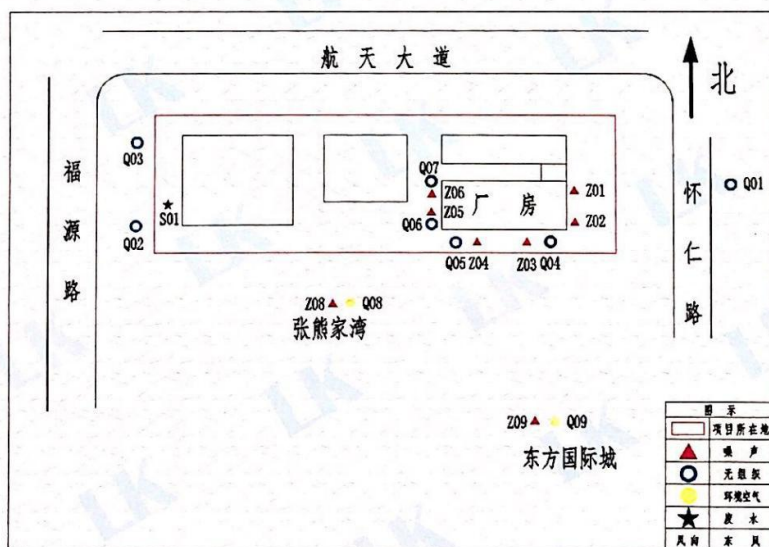 航天大道
北
福源路
怀仁路
Q03
Q02
S01
Q07
Z06
Z05
Q06
厂房
Z01
Z02
Q01
Q05 Z04
Z03 Q04
Z08 Q08
张熊家湾
Z09 Q09
东方国际城
图示
项目所在地
噪声
无组织
环境空气
废水
风向 东风
LK